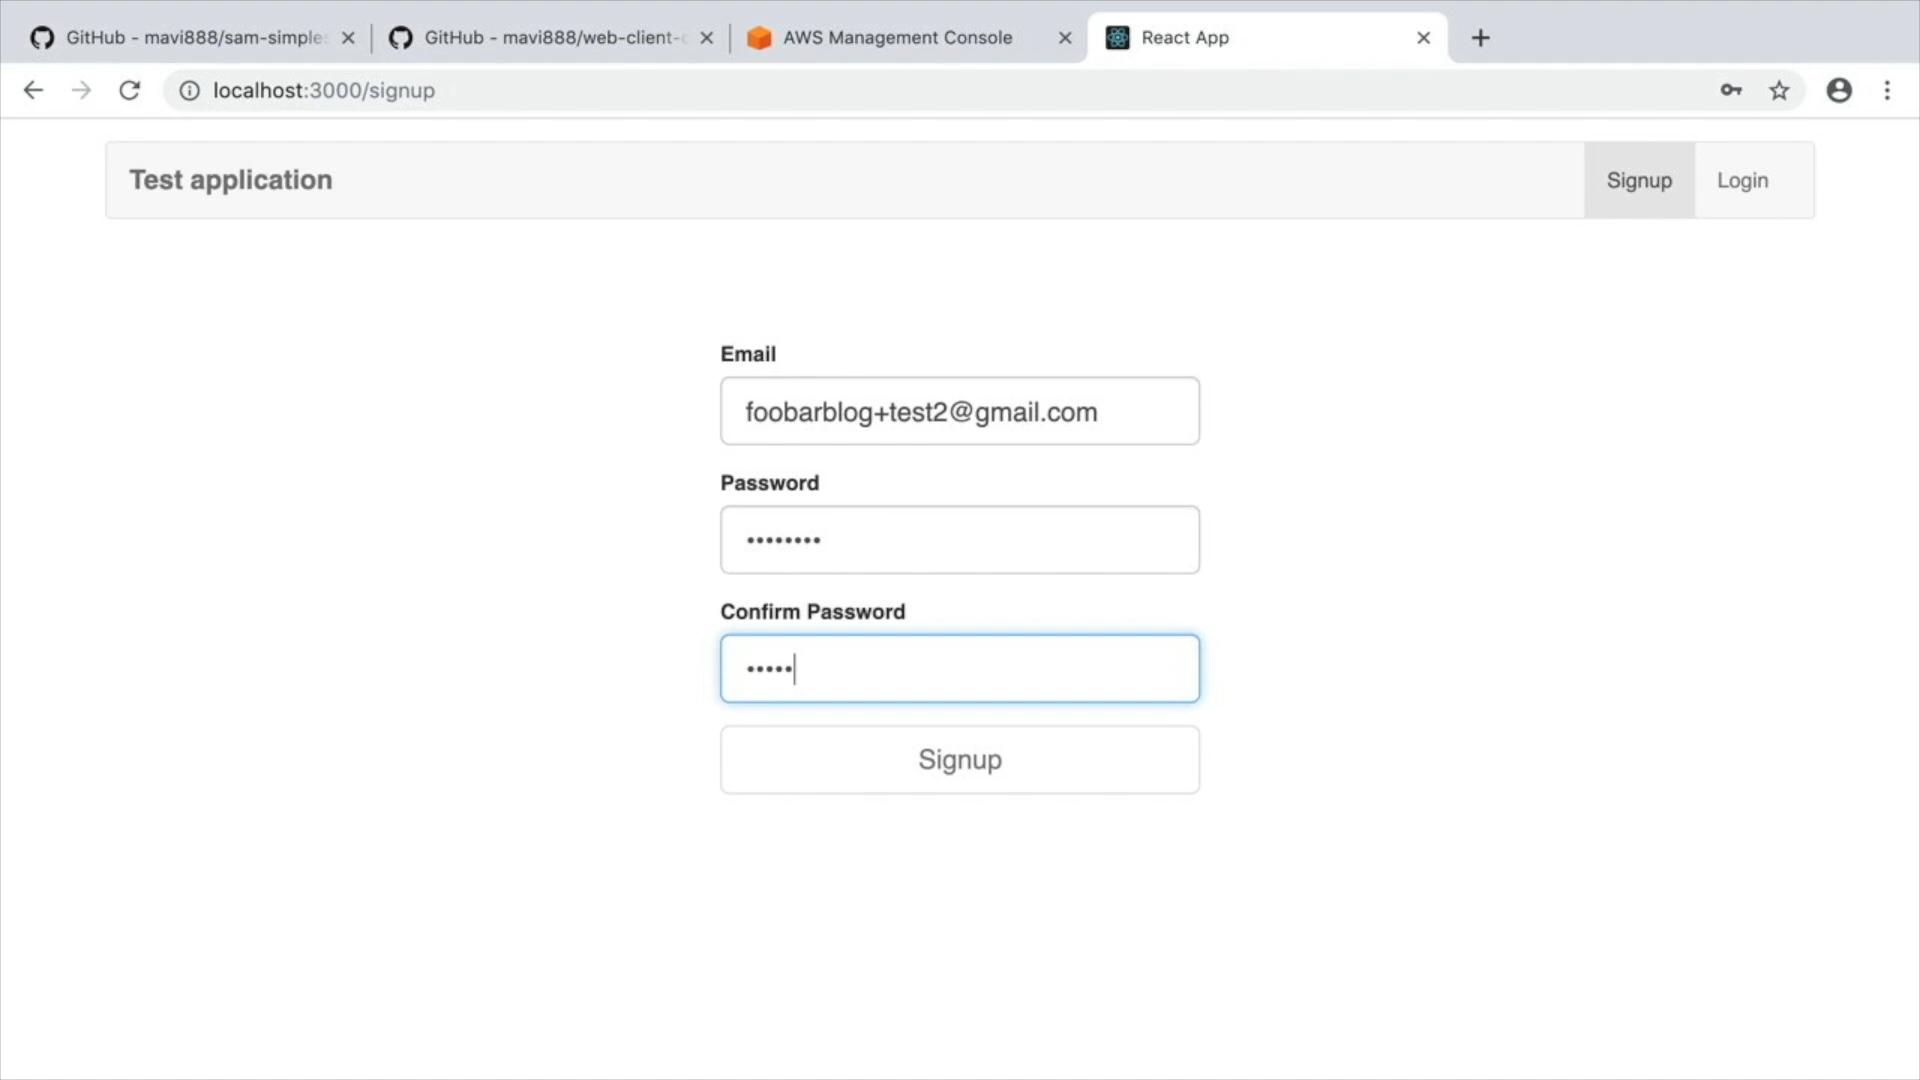 GitHub - mavi888/sam-simples
GitHub - mavi888/web-client-c
AWS Management Console
React App
localhost:3000/signup
Test application
Signup
Login
Email
foobarblog+test2@gmail.com
Password
••••••••
Confirm Password
•••••
Signup